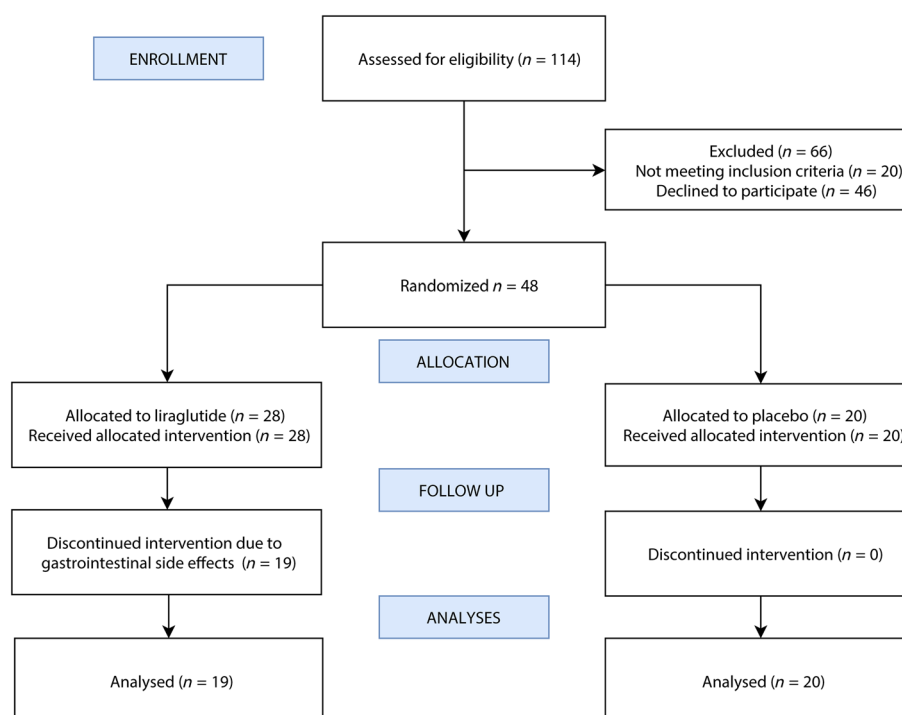 ENROLLMENT
Assessed for eligibility (n = 114)
Excluded (n = 66)
Not meeting inclusion criteria (n = 20)
Declined to participate (n = 46)
Randomized n = 48
ALLOCATION
Allocated to liraglutide (n = 28)
Received allocated intervention (n = 28)
Allocated to placebo (n = 20)
Received allocated intervention (n = 20)
FOLLOW UP
Discontinued intervention due to
gastrointestinal side effects (n = 19)
Discontinued intervention (n = 0)
ANALYSES
Analysed (n = 19)
Analysed (n = 20)